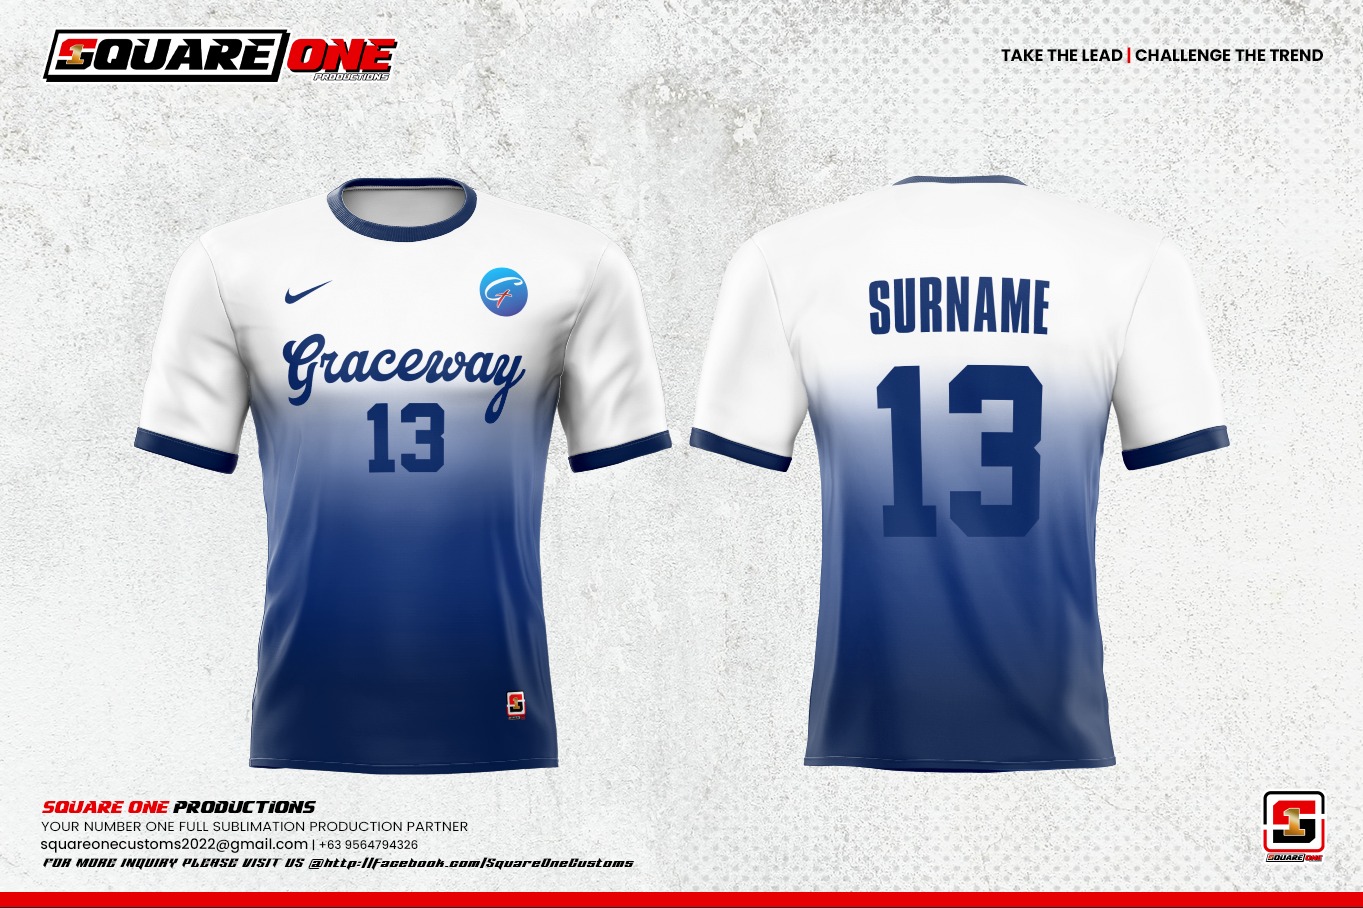 SQUARE ONE
PRODUCTIONS
TAKE THE LEAD | CHALLENGE THE TREND
Graceway
13
SURNAME
13
SQUARE ONE PRODUCTIONS
YOUR NUMBER ONE FULL SUBLIMATION PRODUCTION PARTNER
squareonecustoms2022@gmail.com | +63 9564794326
FOR MORE INQUIRY PLEASE VISIT US @http://facebook.com/SquareOneCustoms
S1
SQUARE ONE